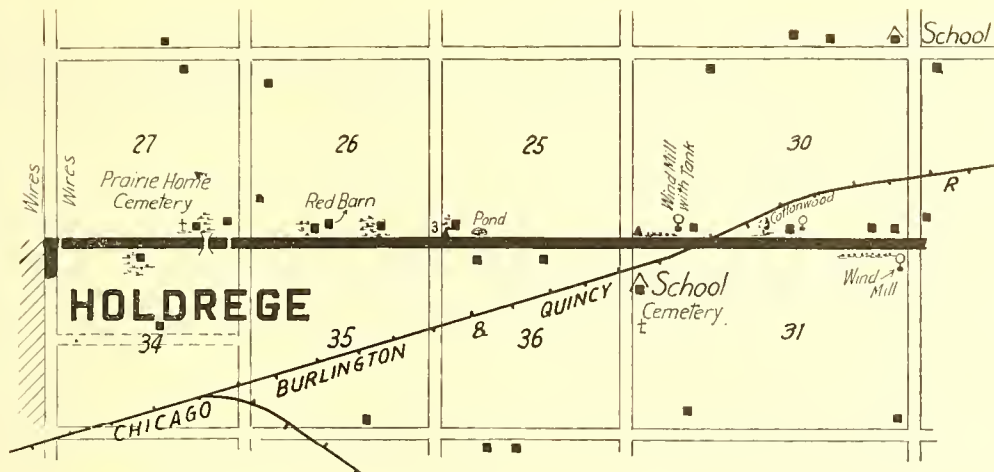 School
27
26
25
30
Wires
Wires
Prairie Home
Cemetery
Red Barn
3
Pond
Wind Mill
with Tank
Cottonwood
R
HOLDREGE
34
35
36
31
School
Cemetery
Wind
Mill
CHICAGO
BURLINGTON
&
QUINCY